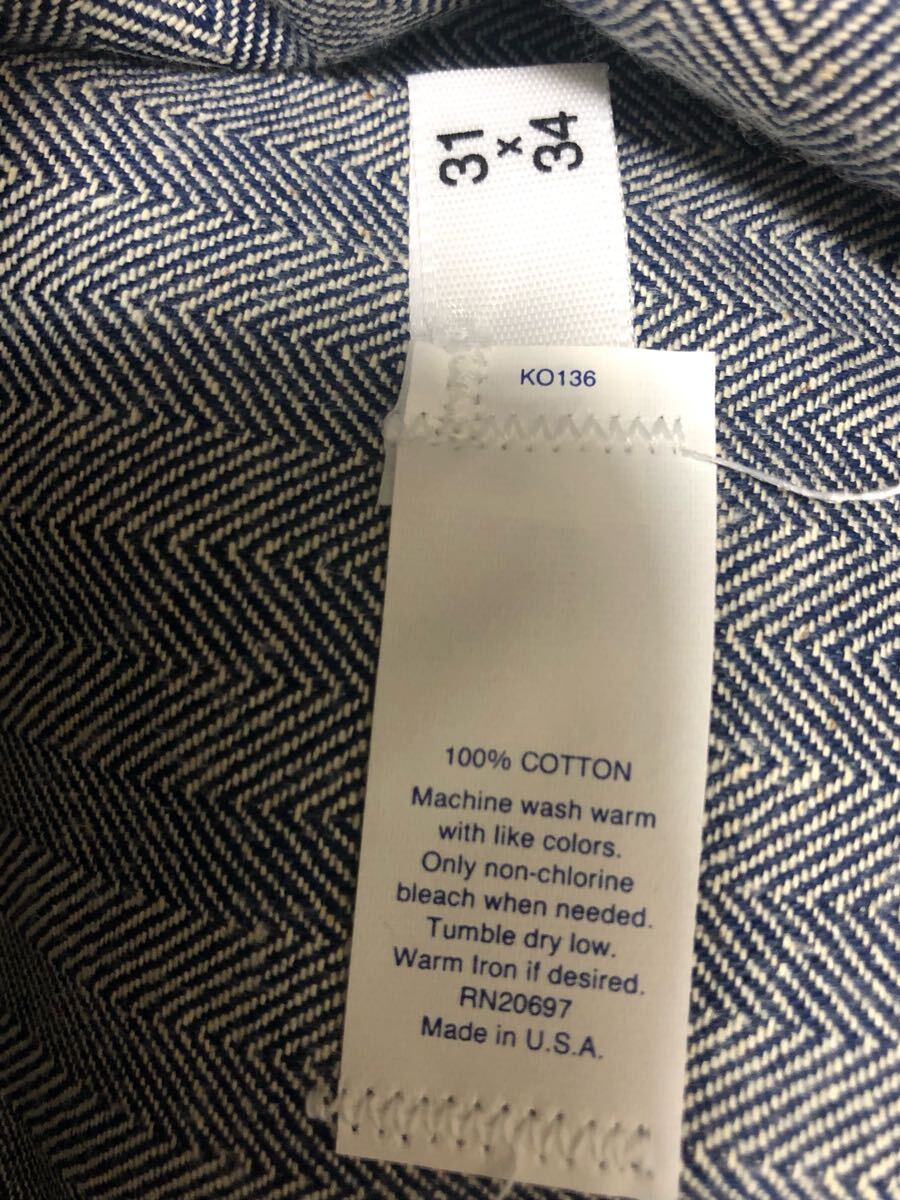 31
x
34
KO136
100% COTTON
Machine wash warm
with like colors.
Only non-chlorine
bleach when needed.
Tumble dry low.
Warm Iron if desired.
RN20697
Made in U.S.A.